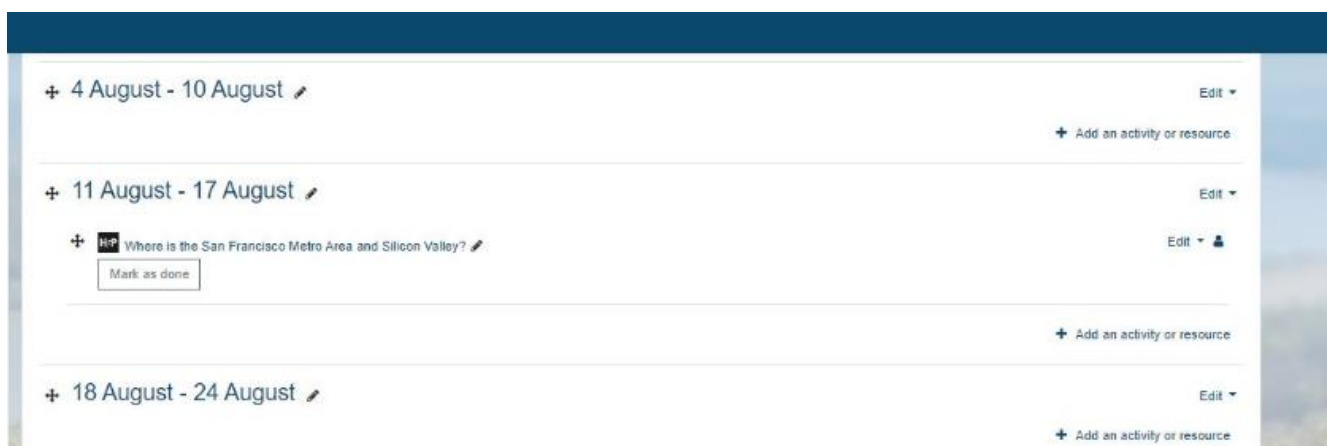 4 August - 10 August
Edit
Add an activity or resource
11 August - 17 August
Edit
H-P Where is the San Francisco Metro Area and Silicon Valley?
Edit
Mark as done
Add an activity or resource
18 August - 24 August
Edit
Add an activity or resource